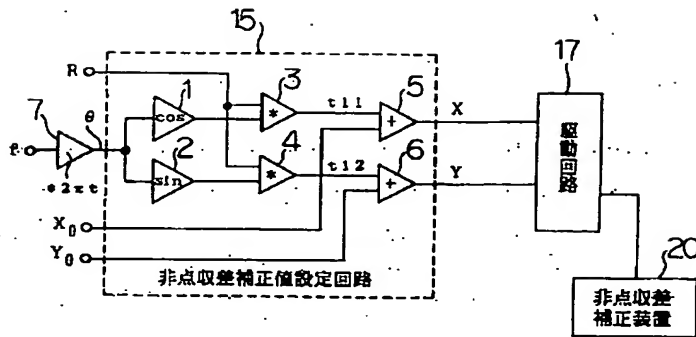 15
R
3
17
7
θ
1
cos
*
t11
5
+
X
f
*2πt
2
sin
4
*
t12
6
+
Y
駆動回路
X₀
Y₀
非点収差補正値設定回路
20
非点収差
補正装置